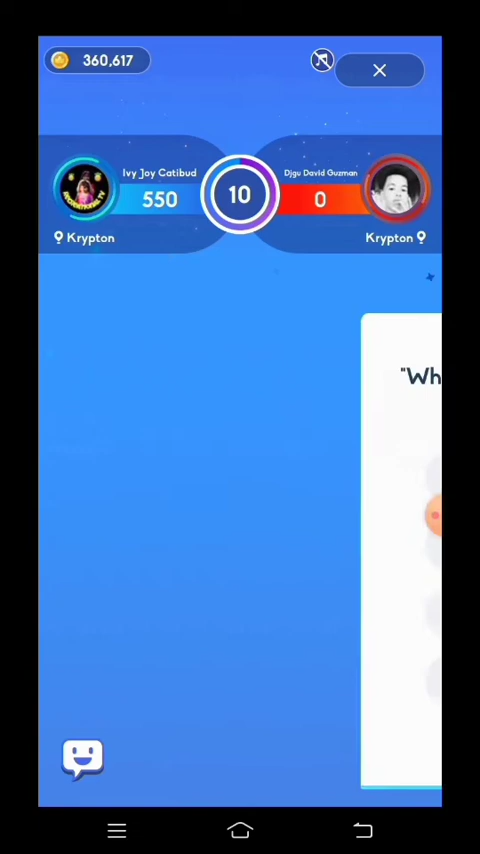 360,617
Ivy Joy Catibud
Djgu David Guzman
550
10
0
Krypton
Krypton
"Wh